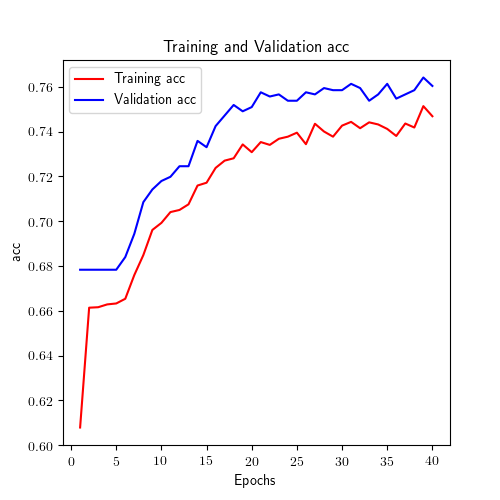 Training and Validation acc
Training acc
Validation acc
0.76
0.74
0.72
0.70
0.68
0.66
0.64
0.62
0.60
acc
0 5 10 15 20 25 30 35 40
Epochs